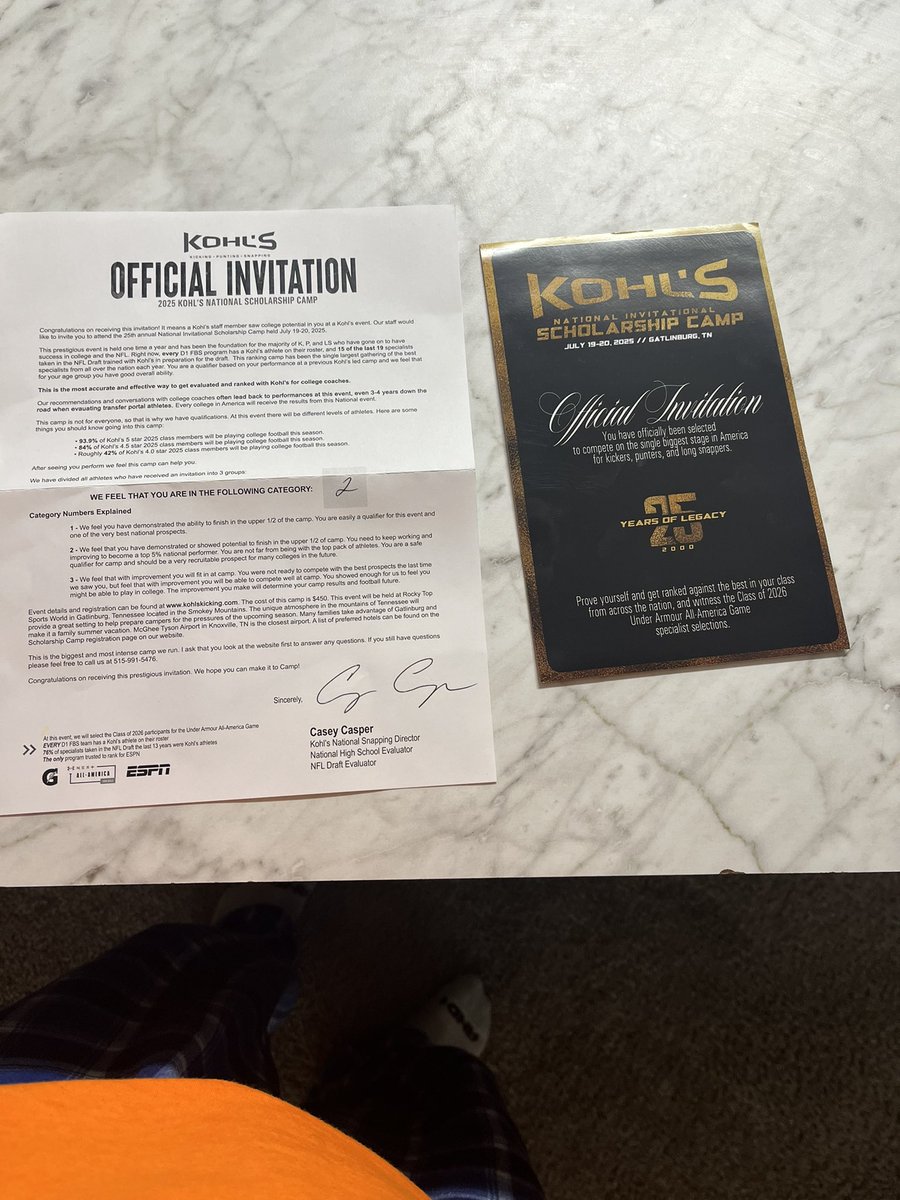 KOHL'S
KICKING • PUNTING • SNAPPING
OFFICIAL INVITATION
2025 KOHL'S NATIONAL SCHOLARSHIP CAMP
Congratulations on receiving this invitation! It means a Kohl's staff member saw college potential in you at a Kohl's event. Our staff would
like to invite you to attend the 25th annual National Invitational Scholarship Camp held July 19-20, 2025.
This prestigious event is held one time a year and has been the foundation for the majority of K, P, and LS who have gone on to have
success in college and the NFL. Right now, every D1 FBS program has a Kohl's athlete on their roster, and 15 of the last 19 specialists
taken in the NFL Draft trained with Kohl's in preparation for the draft. This ranking camp has been the single largest gathering of the best
specialists from all over the nation each year. You are a qualifier based on your performance at a previous Kohl's led camp and we feel that
for your age group you have good overall ability.
This is the most accurate and effective way to get evaluated and ranked with Kohl's for college coaches.
Our recommendations and conversations with college coaches often lead back to performances at this event, even 3-4 years down the
road when evauating transfer portal athletes. Every college in America will receive the results from this National event.
This camp is not for everyone, so that is why we have qualifications. At this event there will be different levels of athletes. Here are some
things you should know going into this camp:
• 93.9% of Kohl's 5 star 2025 class members will be playing college football this season.
• 84% of Kohl's 4.5 star 2025 class members will be playing college football this season.
• Roughly 42% of Kohl's 4.0 star 2025 class members will be playing college football this season.
After seeing you perform we feel this camp can help you.
We have divided all athletes who have received an invitation into 3 groups:
WE FEEL THAT YOU ARE IN THE FOLLOWING CATEGORY: 2
Category Numbers Explained
1 - We feel you have demonstrated the ability to finish in the upper 1/2 of the camp. You are easily a qualifier for this event and
one of the very best national prospects.
2 - We feel that you have demonstrated or showed potential to finish in the upper 1/2 of camp. You need to keep working and
improving to become a top 5% national performer. You are not far from being with the top pack of athletes. You are a safe
qualifier for camp and should be a very recruitable prospect for many colleges in the future.
3 - We feel that with improvement you will fit in at camp. You were not ready to compete with the best prospects the last time
we saw you, but feel that with improvement you will be able to compete well at camp. You showed enough for us to feel you
might be able to play in college. The improvement you make will determine your camp results and football future.
Event details and registration can be found at www.kohlskicking.com. The cost of this camp is $450. This event will be held at Rocky Top
Sports World in Gatlinburg, Tennessee located in the Smokey Mountains. The unique atmosphere in the mountains of Tennessee will
provide a great setting to help prepare campers for the pressures of the upcoming season. Many families take advantage of Gatlinburg and
make it a family summer vacation. McGhee Tyson Airport in Knoxville, TN is the closest airport. A list of preferred hotels can be found on the
Scholarship Camp registration page on our website.
This is the biggest and most intense camp we run. I ask that you look at the website first to answer any questions. If you still have questions
please feel free to call us at 515-991-5476.
Congratulations on receiving this prestigious invitation. We hope you can make it to Camp!
Sincerely,
Casey Casper
Kohl's National Snapping Director
National High School Evaluator
NFL Draft Evaluator
At this event, we will select the Class of 2026 participants for the Under Armour All-America Game
EVERY D1 FBS team has a Kohl's athlete on their roster
76% of specialists taken in the NFL Draft the last 13 years were Kohl's athletes
The only program trusted to rank for ESPN
G ALL-AMERICA ESPN
KOHL'S
NATIONAL INVITATIONAL
SCHOLARSHIP CAMP
JULY 19-20, 2025 // GATLINBURG, TN
Official Invitation
You have officially been selected
to compete on the single biggest stage in America
for kickers, punters, and long snappers.
25
YEARS OF LEGACY
2000
Prove yourself and get ranked against the best in your class
from across the nation, and witness the Class of 2026
Under Armour All-America Game
specialist selections.